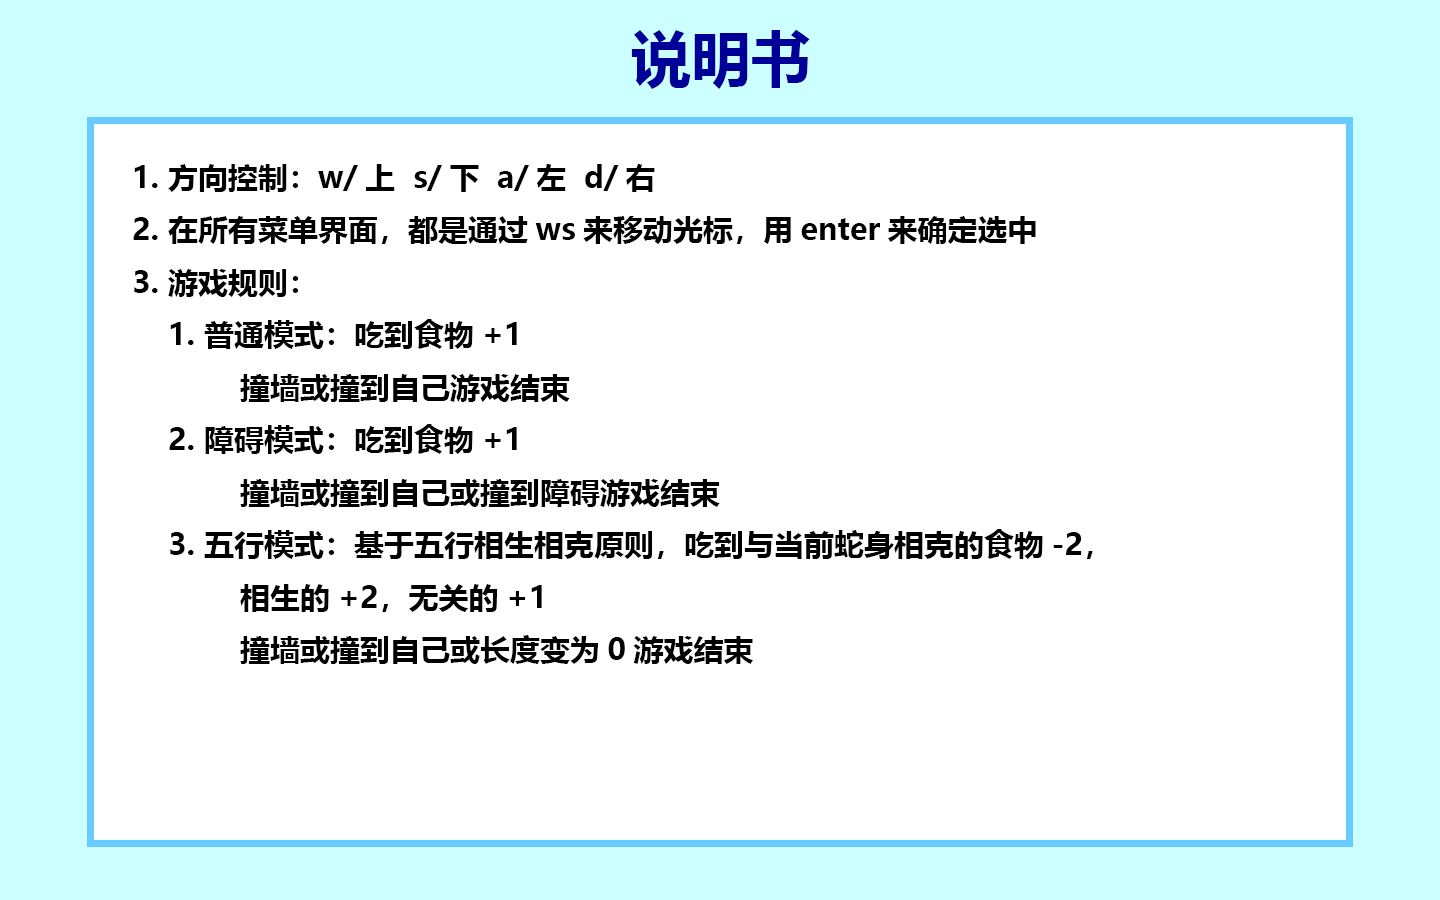 说明书
1. 方向控制：w/ 上  s/ 下  a/ 左  d/ 右
2. 在所有菜单界面，都是通过 ws 来移动光标，用 enter 来确定选中
3. 游戏规则：
1. 普通模式：吃到食物 +1
撞墙或撞到自己游戏结束
2. 障碍模式：吃到食物 +1
撞墙或撞到自己或撞到障碍游戏结束
3. 五行模式：基于五行相生相克原则，吃到与当前蛇身相克的食物 -2，
相生的 +2，无关的 +1
撞墙或撞到自己或长度变为 0 游戏结束